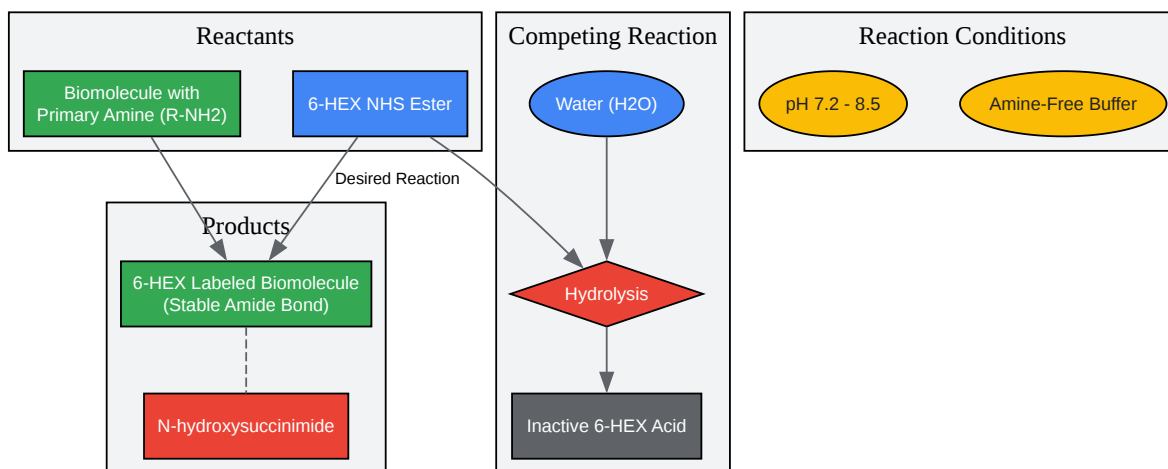 Reactants
Competing Reaction
Reaction Conditions
Biomolecule with
Primary Amine (R-NH2)
6-HEX NHS Ester
Water (H2O)
pH 7.2 - 8.5
Amine-Free Buffer
Desired Reaction
Products
6-HEX Labeled Biomolecule
(Stable Amide Bond)
Hydrolysis
N-hydroxysuccinimide
Inactive 6-HEX Acid